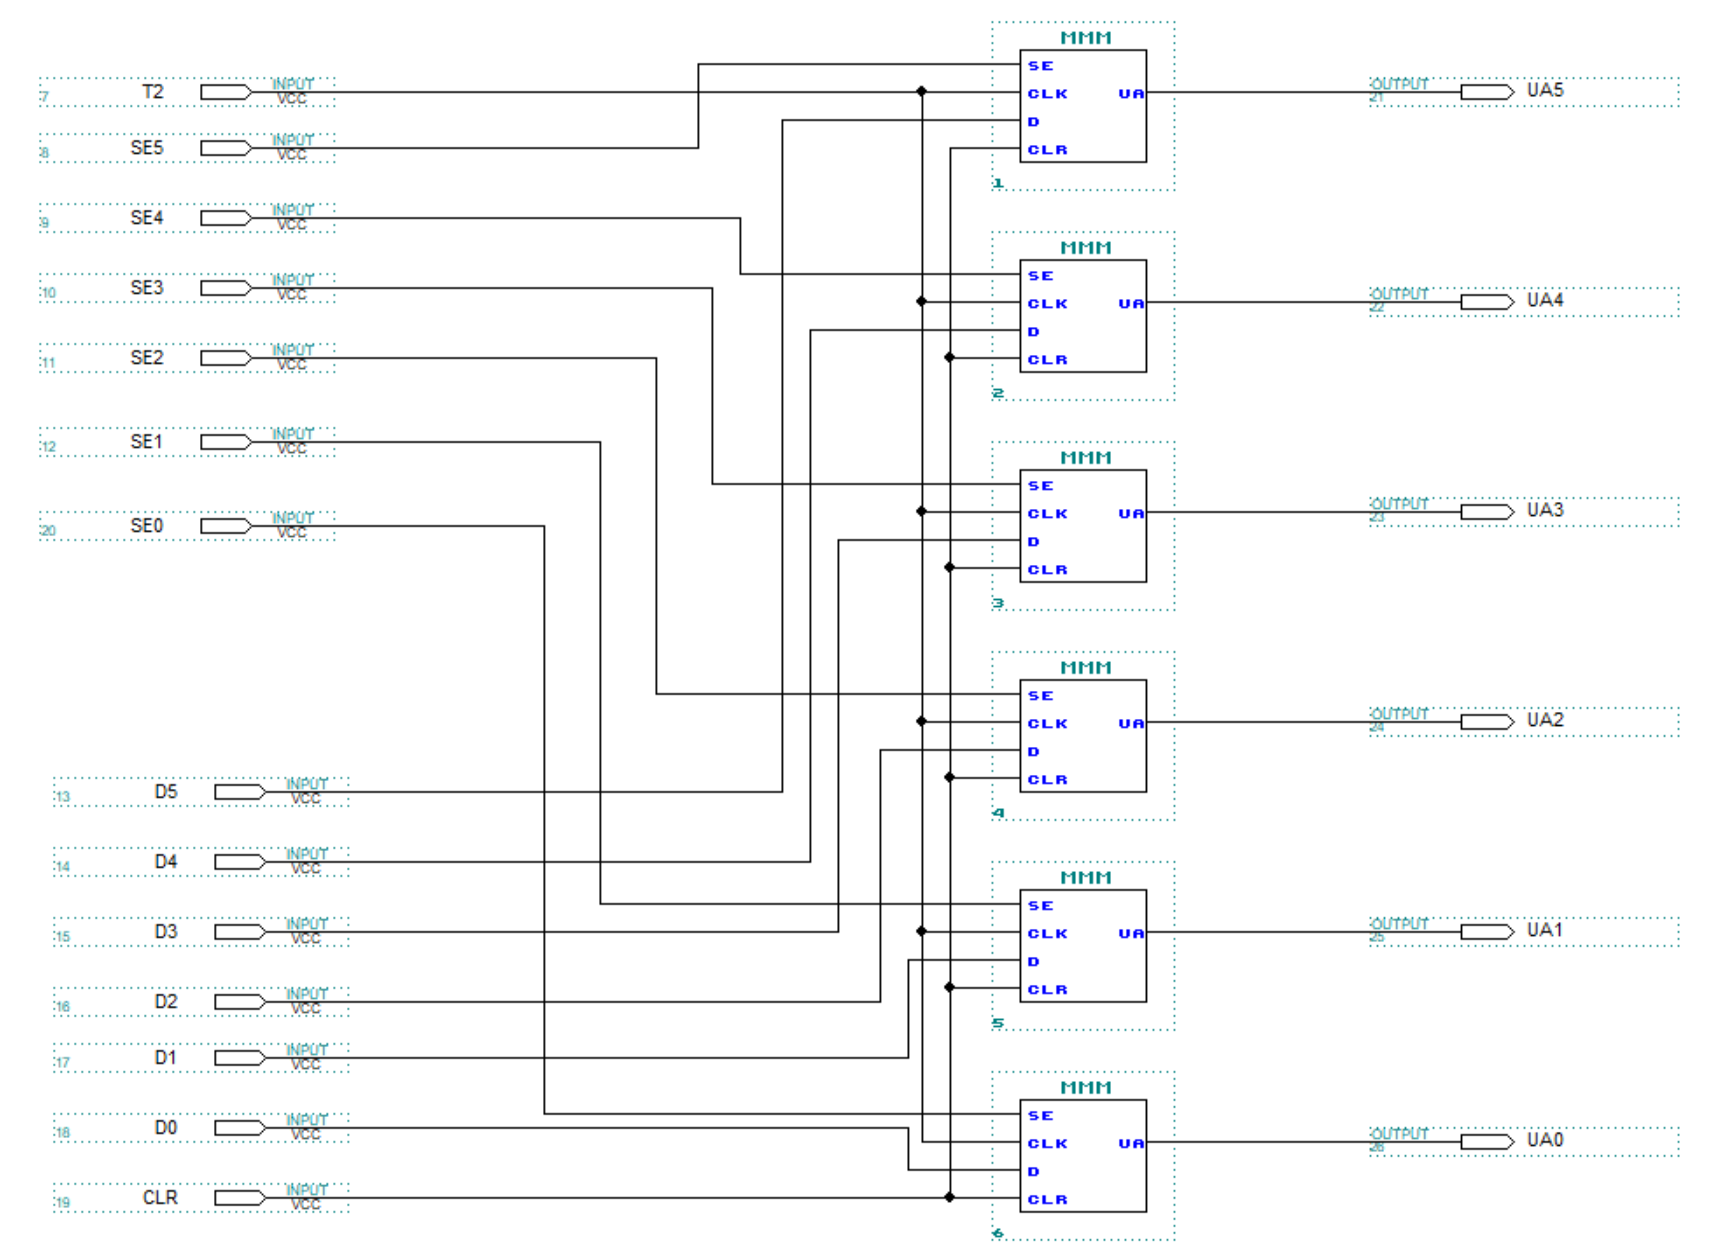 MMM
SE
7 T2 INPUT VCC CLK UA OUTPUT 21 UA5
D
8 SE5 INPUT VCC CLR
1
9 SE4 INPUT VCC
MMM
SE
10 SE3 INPUT VCC CLK UA OUTPUT 22 UA4
D
11 SE2 INPUT VCC CLR
2
12 SE1 INPUT VCC
MMM
SE
20 SE0 INPUT VCC CLK UA OUTPUT 23 UA3
D
CLR
3
MMM
SE
CLK UA OUTPUT 24 UA2
D
13 D5 INPUT VCC CLR
4
14 D4 INPUT VCC
MMM
SE
15 D3 INPUT VCC CLK UA OUTPUT 25 UA1
D
16 D2 INPUT VCC CLR
5
17 D1 INPUT VCC
MMM
SE
18 D0 INPUT VCC CLK UA OUTPUT 26 UA0
D
19 CLR INPUT VCC CLR
6